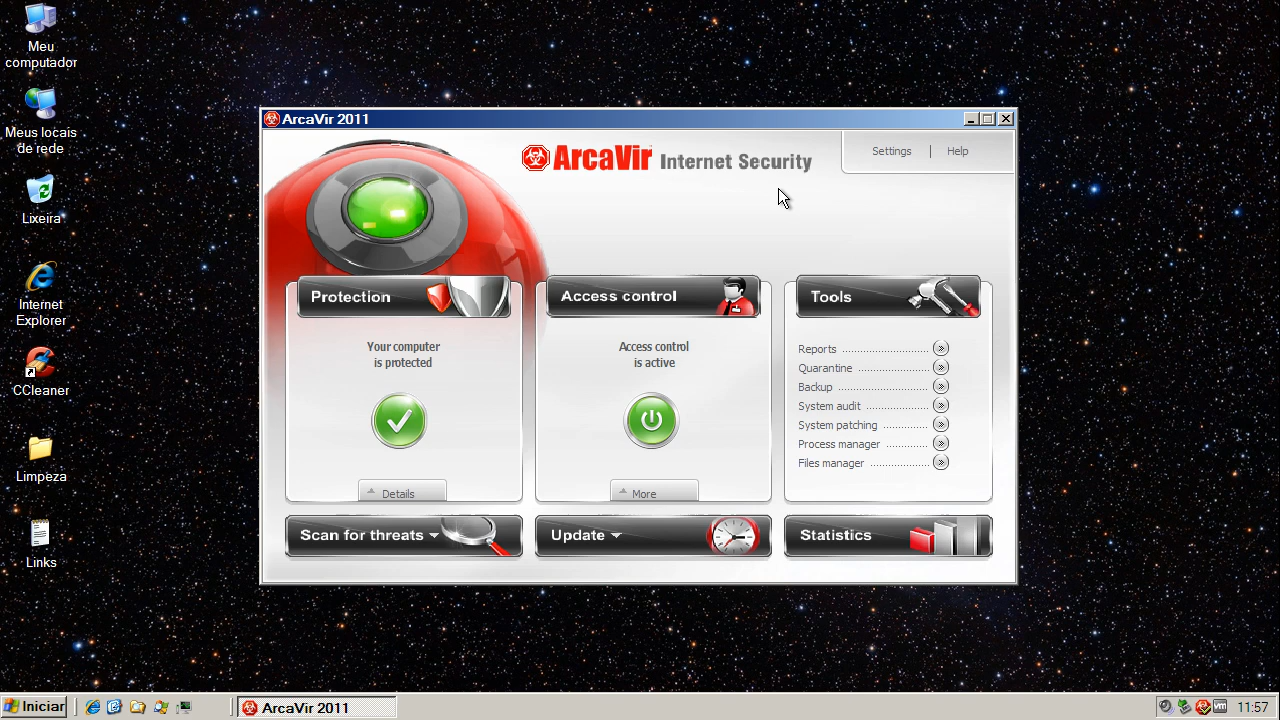 Meu
computador
Meus locais
de rede
Lixeira
Internet
Explorer
CCleaner
Limpeza
Links
ArcaVir 2011
ArcaVir Internet Security
Settings
Help
Protection
Your computer
is protected
Details
Access control
Access control
is active
More
Tools
Reports
Quarantine
Backup
System audit
System patching
Process manager
Files manager
Scan for threats
Update
Statistics
Iniciar
ArcaVir 2011
vm
11:57